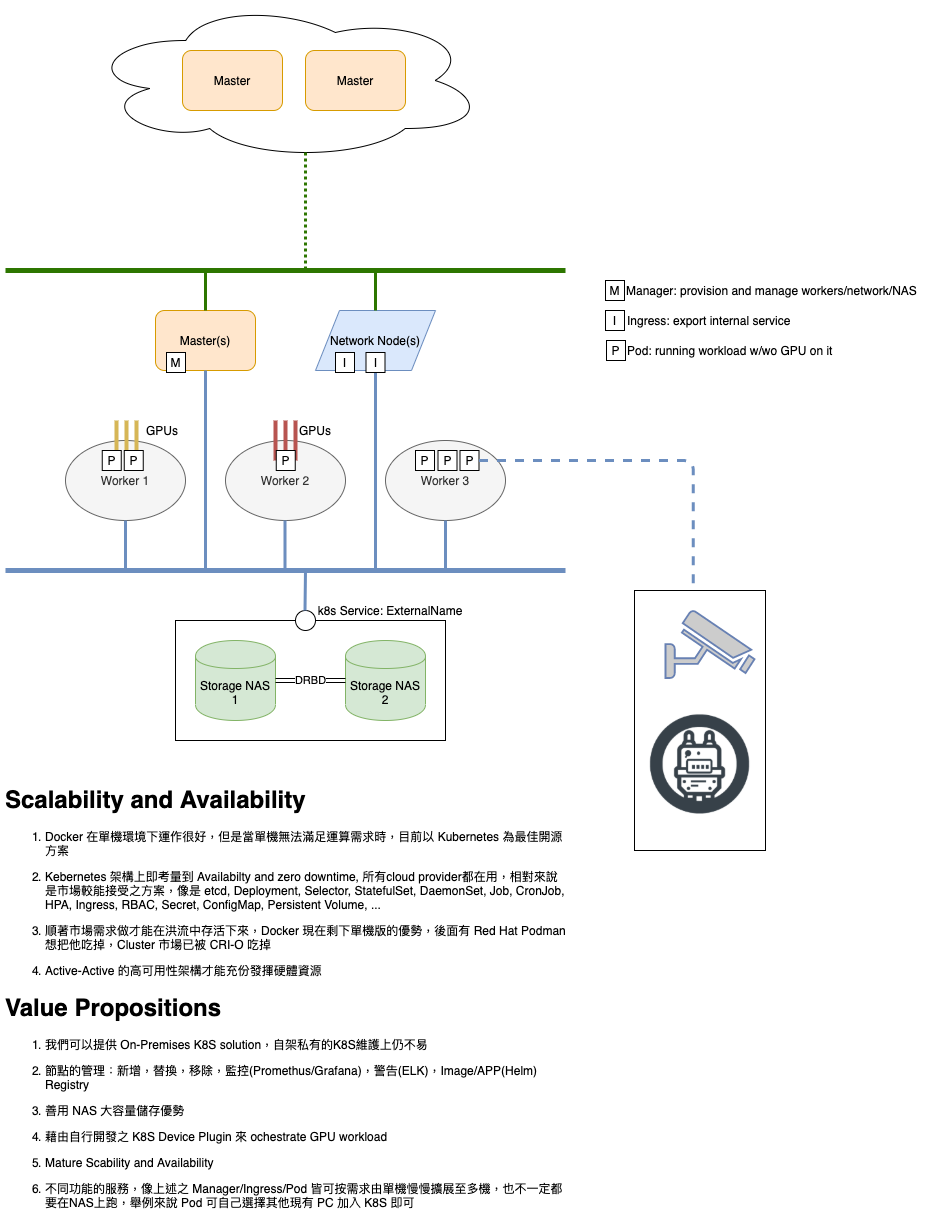 Master
Master
M Manager: provision and manage workers/network/NAS
I Ingress: export internal service
P Pod: running workload w/wo GPU on it
Master(s)
M
Network Node(s)
I I
GPUs
P P
Worker 1
GPUs
P
Worker 2
P P P
Worker 3
k8s Service: ExternalName
Storage NAS
1
DRBD
Storage NAS
2
Scalability and Availability
1. Docker 在單機環境下運作很好，但是當單機無法滿足運算需求時，目前以 Kubernetes 為最佳開源
方案
2. Kebernetes 架構上即考量到 Availabilty and zero downtime, 所有cloud provider都在用，相對來說
是市場較能接受之方案，像是 etcd, Deployment, Selector, StatefulSet, DaemonSet, Job, CronJob,
HPA, Ingress, RBAC, Secret, ConfigMap, Persistent Volume, ...
3. 順著市場需求做才能在洪流中存活下來，Docker 現在剩下單機版的優勢，後面有 Red Hat Podman
想把他吃掉，Cluster 市場已被 CRI-O 吃掉
4. Active-Active 的高可用性架構才能充份發揮硬體資源
Value Propositions
1. 我們可以提供 On-Premises K8S solution，自架私有的K8S維護上仍不易
2. 節點的管理：新增，替換，移除，監控(Promethus/Grafana)，警告(ELK)，Image/APP(Helm)
Registry
3. 善用 NAS 大容量儲存優勢
4. 藉由自行開發之 K8S Device Plugin 來 ochestrate GPU workload
5. Mature Scability and Availability
6. 不同功能的服務，像上述之 Manager/Ingress/Pod 皆可按需求由單機慢慢擴展至多機，也不一定都
要在NAS上跑，舉例來說 Pod 可自己選擇其他現有 PC 加入 K8S 即可